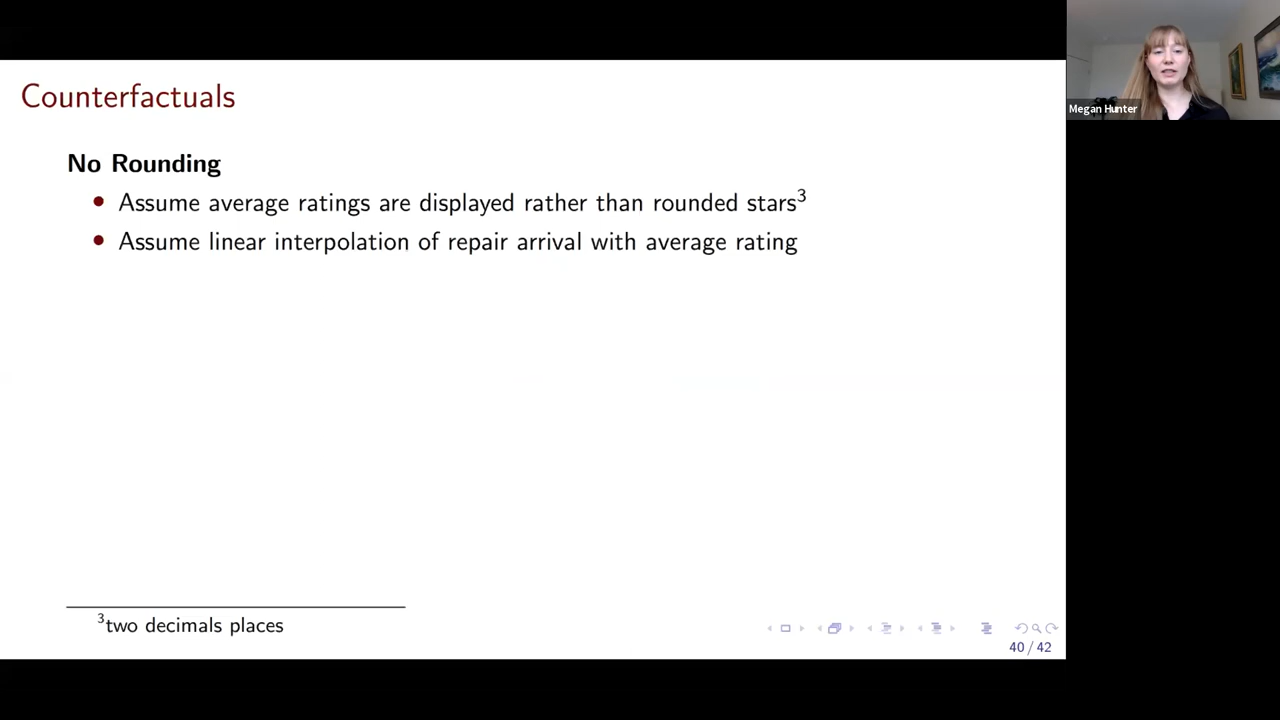 Counterfactuals
Megan Hunter
No Rounding
• Assume average ratings are displayed rather than rounded stars3
• Assume linear interpolation of repair arrival with average rating
3two decimals places
40 / 42